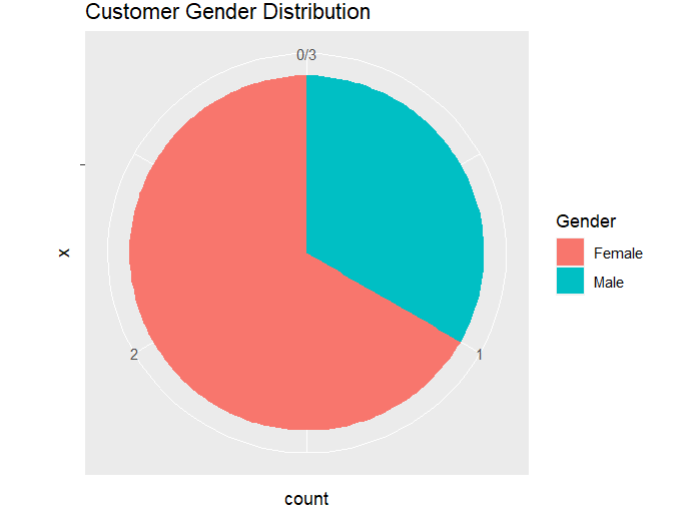 Customer Gender Distribution
0/3
x
2
1
count
Gender
Female
Male